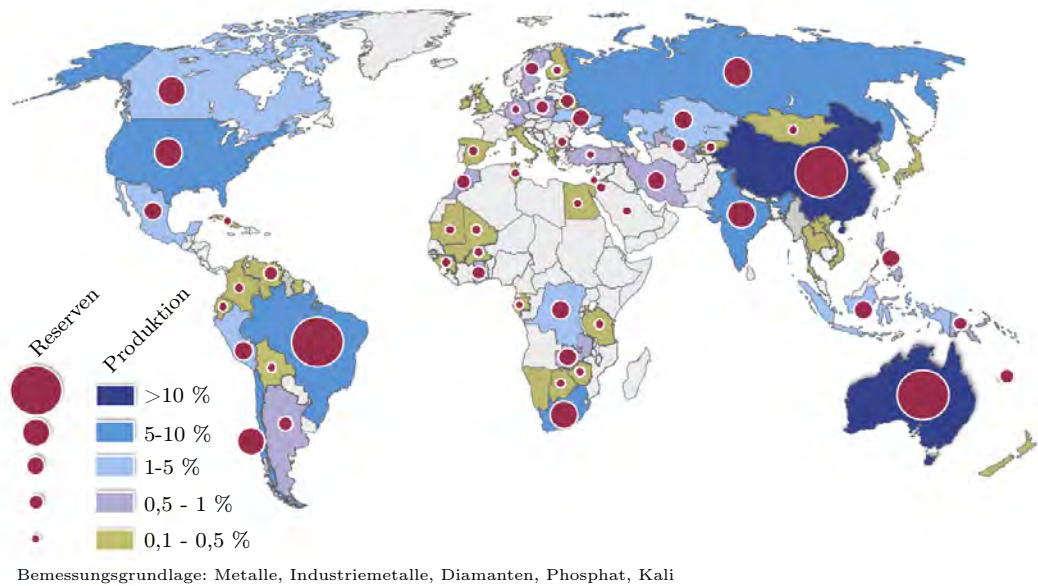 Reserven
Produktion
>10 %
5-10 %
1-5 %
0,5 - 1 %
0,1 - 0,5 %
Bemessungsgrundlage: Metalle, Industriemetalle, Diamanten, Phosphat, Kali